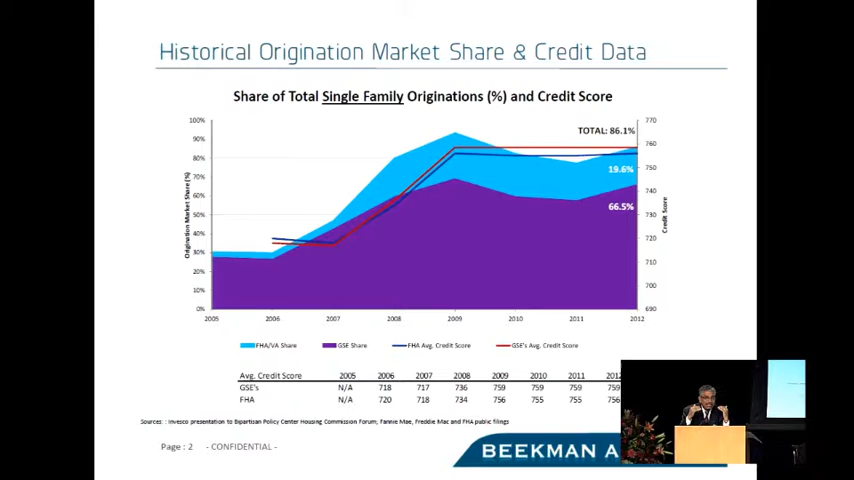 Historical Origination Market Share & Credit Data
Share of Total Single Family Originations (%) and Credit Score
100%
90%
80%
70%
60%
50%
40%
30%
20%
10%
0%
Origination Market Share (%)
770
760
750
740
730
720
710
700
690
Credit Score
TOTAL: 86.1%
19.6%
66.5%
2005 2006 2007 2008 2009 2010 2011 2012
FHA/VA Share GSE Share FHA Avg. Credit Score GSE's Avg. Credit Score
Avg. Credit Score 2005 2006 2007 2008 2009 2010 2011 2012
GSE's N/A 718 717 736 759 759 759 759
FHA N/A 720 718 734 756 755 755 756
Sources: : Invesco presentation to Bipartisan Policy Center Housing Commission Forum, Fannie Mae, Freddie Mac and FHA public filings
Page : 2 - CONFIDENTIAL -
BEEKMAN A